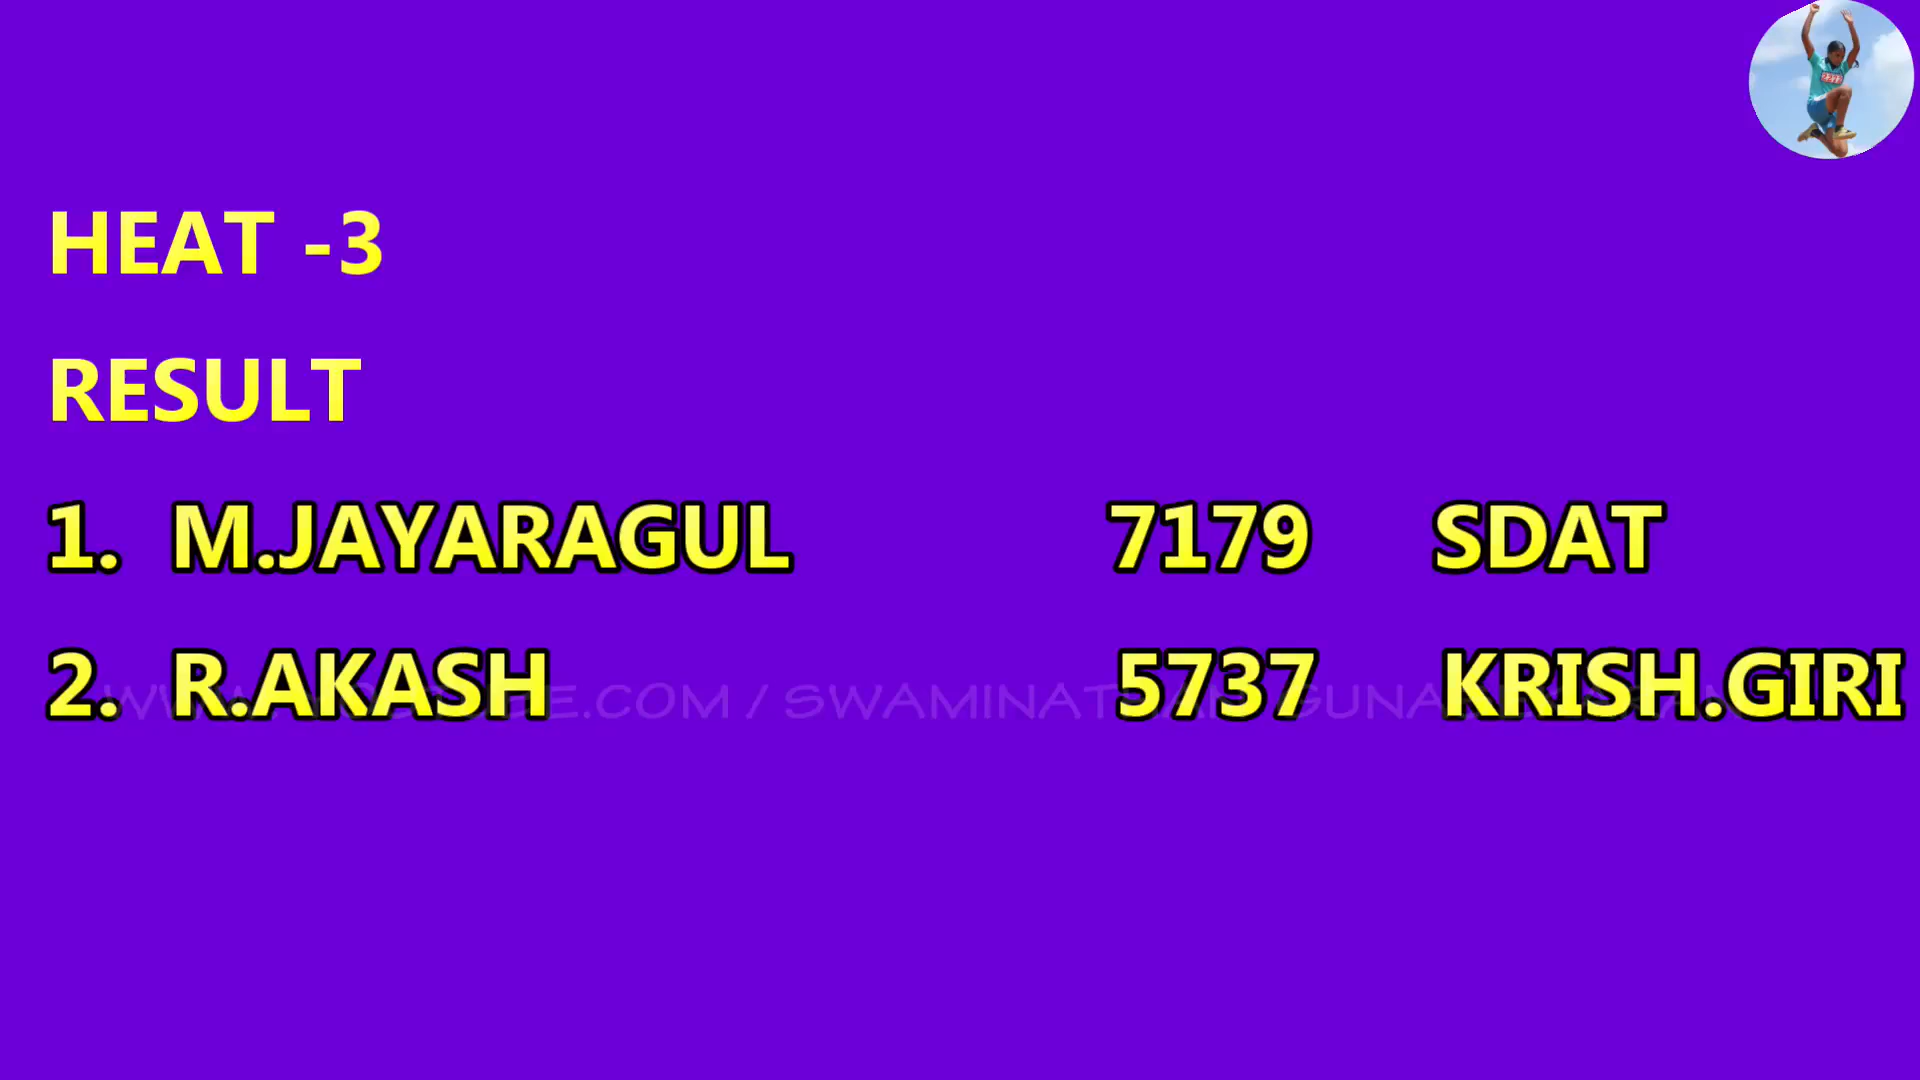 HEAT -3
RESULT
1. M.JAYARAGUL 7179 SDAT
2. R.AKASH 5737 KRISH.GIRI